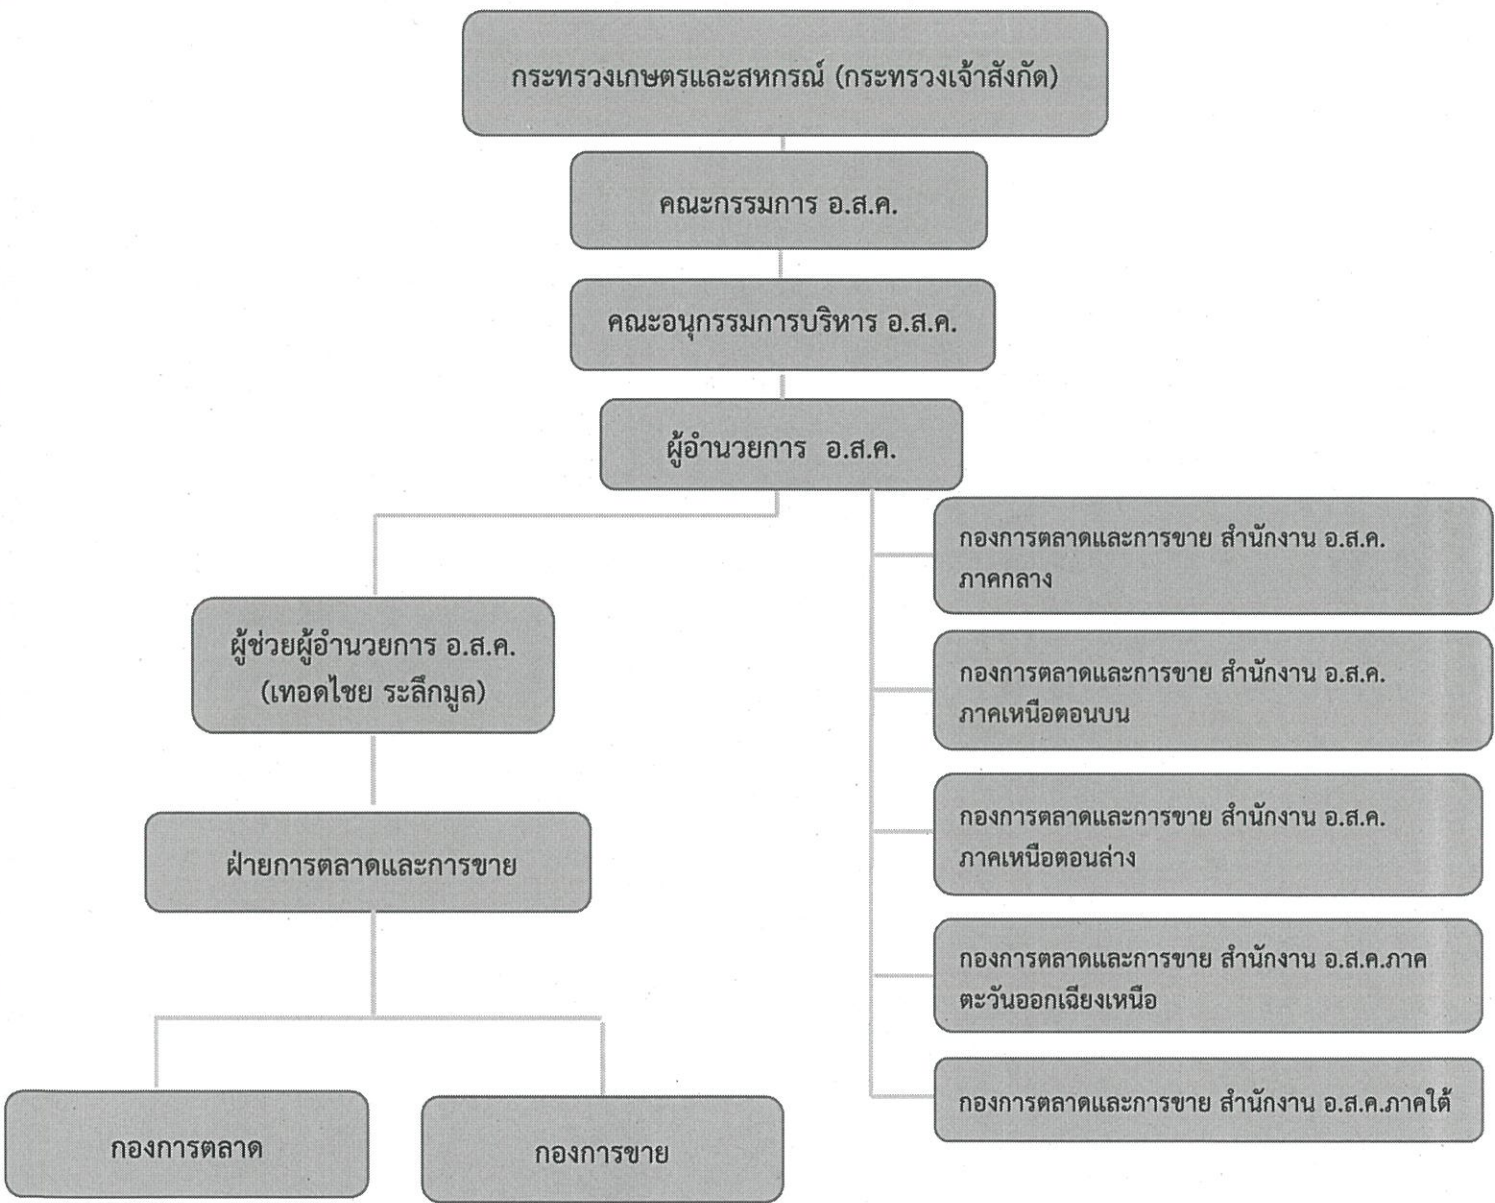 กระทรวงเกษตรและสหกรณ์ (กระทรวงเจ้าสังกัด)
คณะกรรมการ อ.ส.ค.
คณะอนุกรรมการบริหาร อ.ส.ค.
ผู้อำนวยการ อ.ส.ค.
ผู้ช่วยผู้อำนวยการ อ.ส.ค.
(เทอดไชย ระลึกมูล)
ฝ่ายการตลาดและการขาย
กองการตลาด
กองการขาย
กองการตลาดและการขาย สำนักงาน อ.ส.ค.
ภาคกลาง
กองการตลาดและการขาย สำนักงาน อ.ส.ค.
ภาคเหนือตอนบน
กองการตลาดและการขาย สำนักงาน อ.ส.ค.
ภาคเหนือตอนล่าง
กองการตลาดและการขาย สำนักงาน อ.ส.ค.ภาค
ตะวันออกเฉียงเหนือ
กองการตลาดและการขาย สำนักงาน อ.ส.ค.ภาคใต้